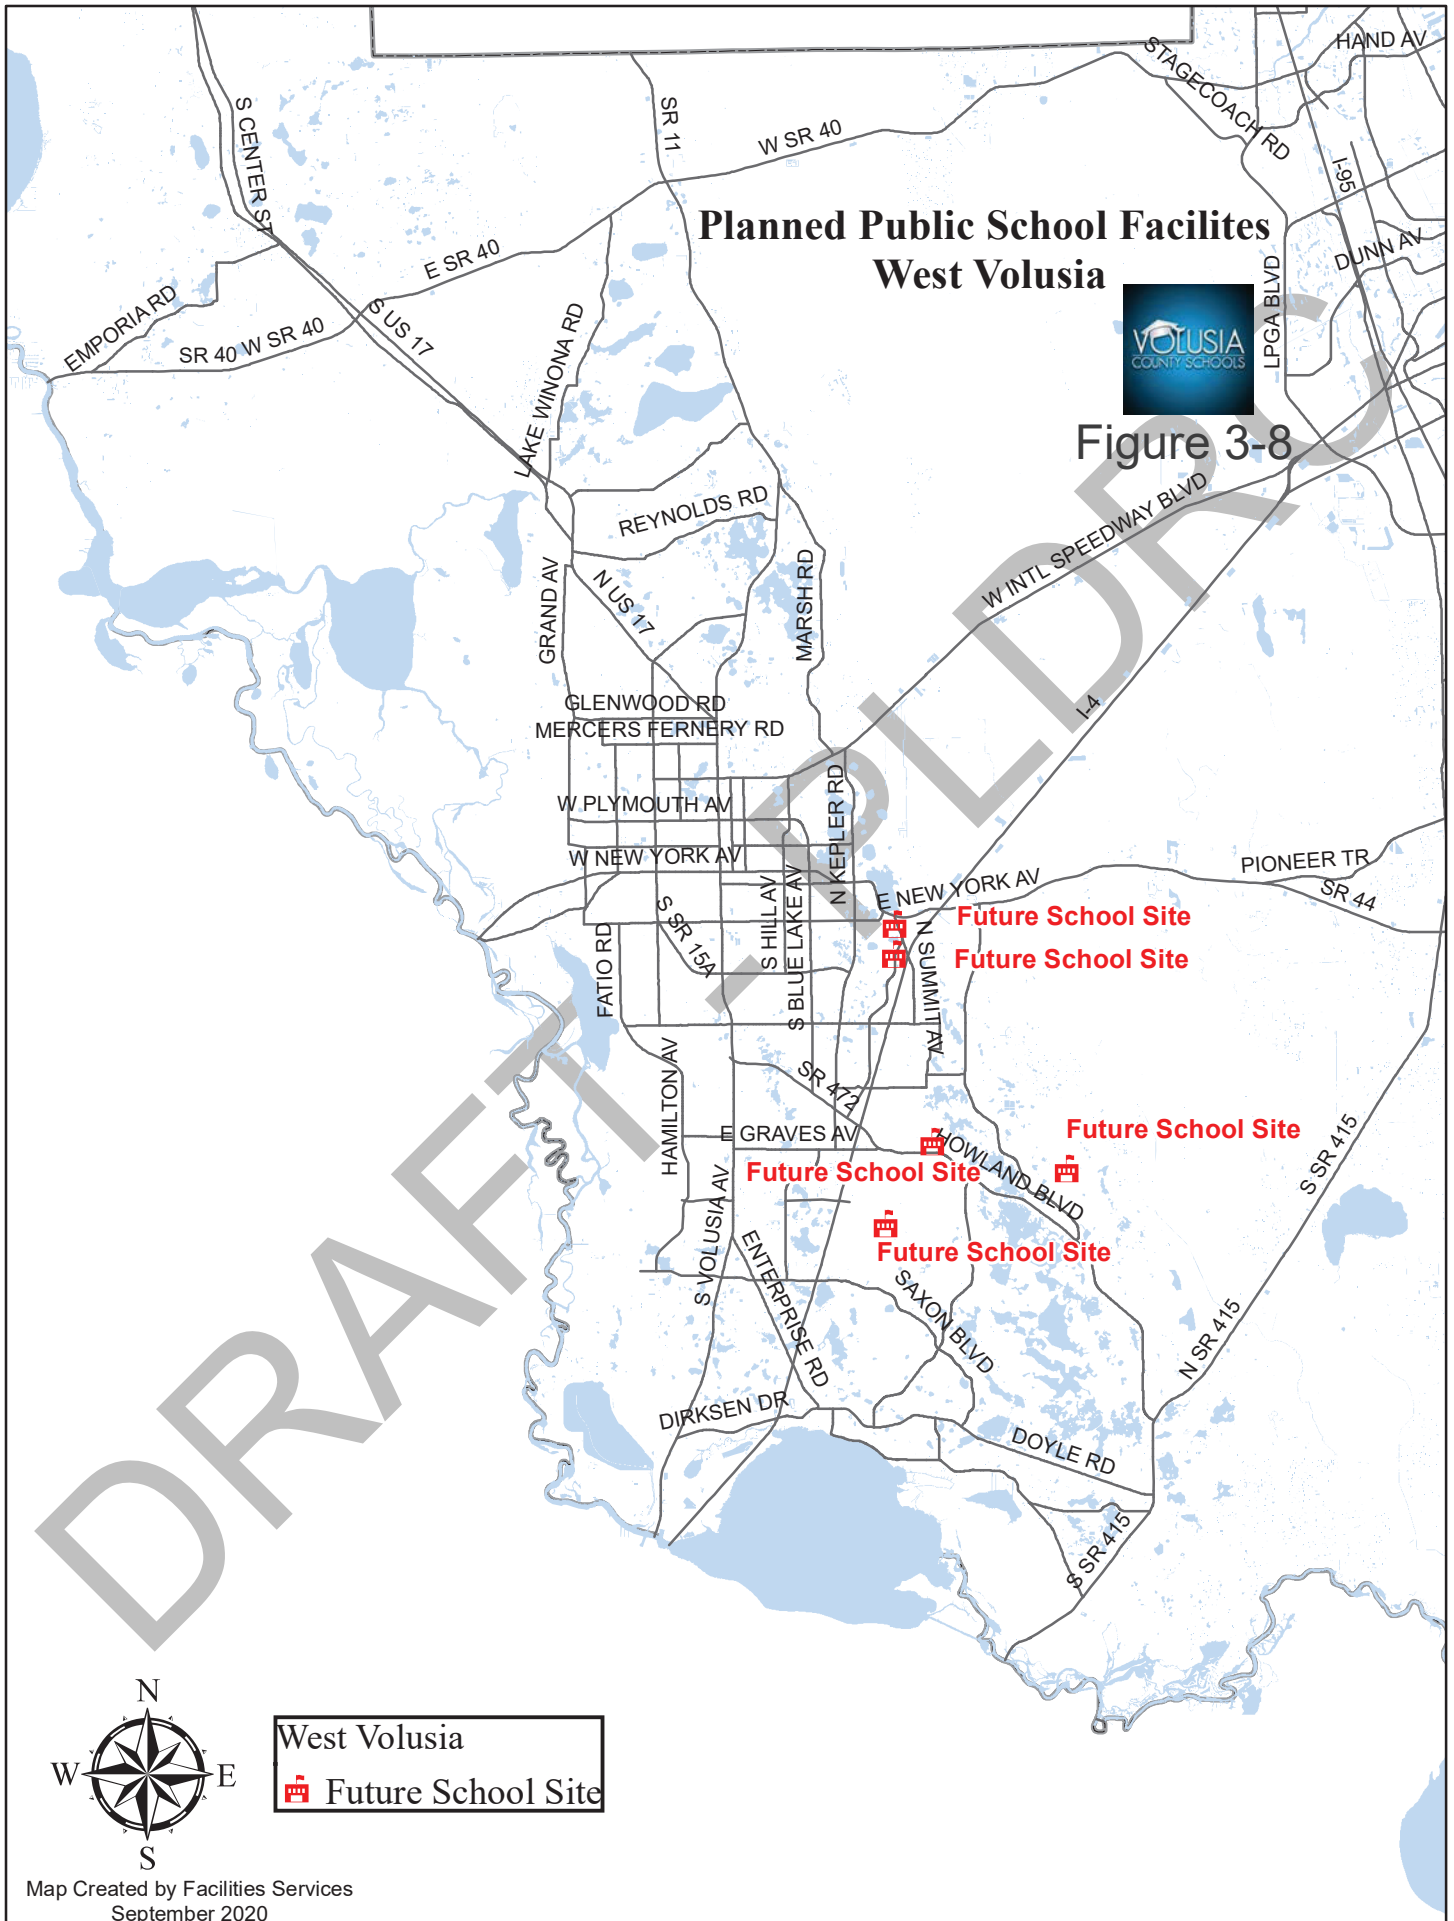 HAND AV
STAGECOACH RD
S CENTER ST
SR 11
W SR 40
I-95
Planned Public School Facilites
West Volusia
DUNN AV
E SR 40
LPGA BLVD
EMPORIA RD
S US 17
SR 40 W SR 40
VOLUSIA
COUNTY SCHOOLS
LAKE WINONA RD
Figure 3-8
REYNOLDS RD
W INTL SPEEDWAY BLVD
GRAND AV
N US 17
MARSH RD
I-4
GLENWOOD RD
MERCERS FERNERY RD
W PLYMOUTH AV
N KEPLER RD
W NEW YORK AV
PIONEER TR
E NEW YORK AV
SR 44
S HILL AV
S BLUE LAKE AV
S SR 15A
Future School Site
N SUMMIT AV
Future School Site
FATIO RD
HAMILTON AV
SR 472
E GRAVES AV
HOWLAND BLVD
Future School Site
Future School Site
S SR 415
S VOLUSIA AV
ENTERPRISE RD
Future School Site
SAXON BLVD
N SR 415
DIRKSEN DR
DOYLE RD
S SR 415
DRAFT - PLDRC
N
W E
S
West Volusia
Future School Site
Map Created by Facilities Services
September 2020